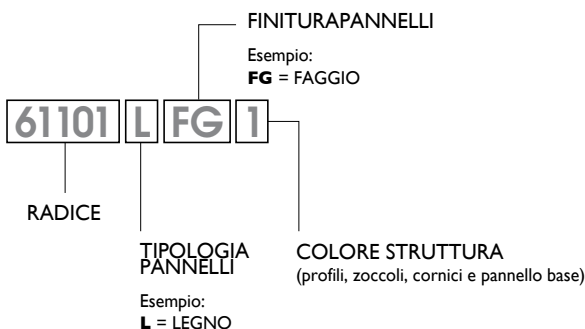 FINITURAPANNELLI
Esempio:
FG = FAGGIO
61101 L FG 1
RADICE
TIPOLOGIA
PANNELLI
Esempio:
L = LEGNO
COLORE STRUTTURA
(profili, zoccoli, cornici e pannello base)